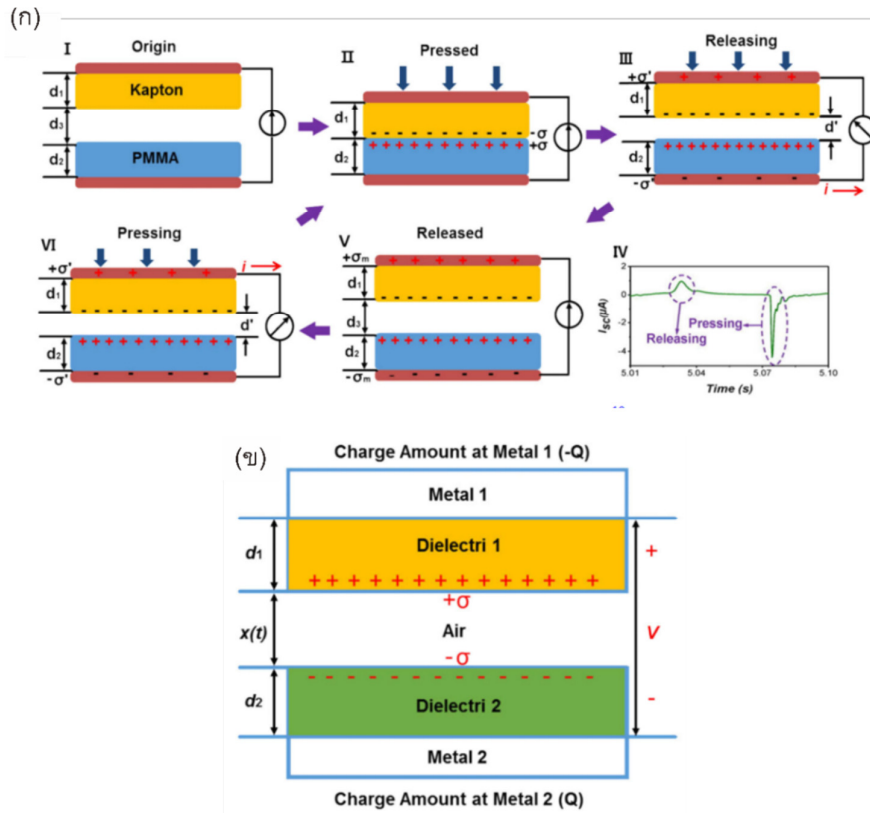 (ก)
I
Origin
d1
Kapton
d3
d2
PMMA
II
Pressed
d1
-σ
+σ
d2
III
Releasing
+σ'
d1
d'
d2
-σ'
i
VI
Pressing
+σ'
i
d1
d'
d2
-σ'
V
Released
+σm
d1
d3
d2
-σm
IV
2
0
-2
-4
ISC(μA)
Releasing
Pressing
5.01
5.04
5.07
5.10
Time (s)
(ข)
Charge Amount at Metal 1 (-Q)
Metal 1
d1
Dielectri 1
+
+σ
x(t)
Air
V
-σ
d2
Dielectri 2
-
Metal 2
Charge Amount at Metal 2 (Q)